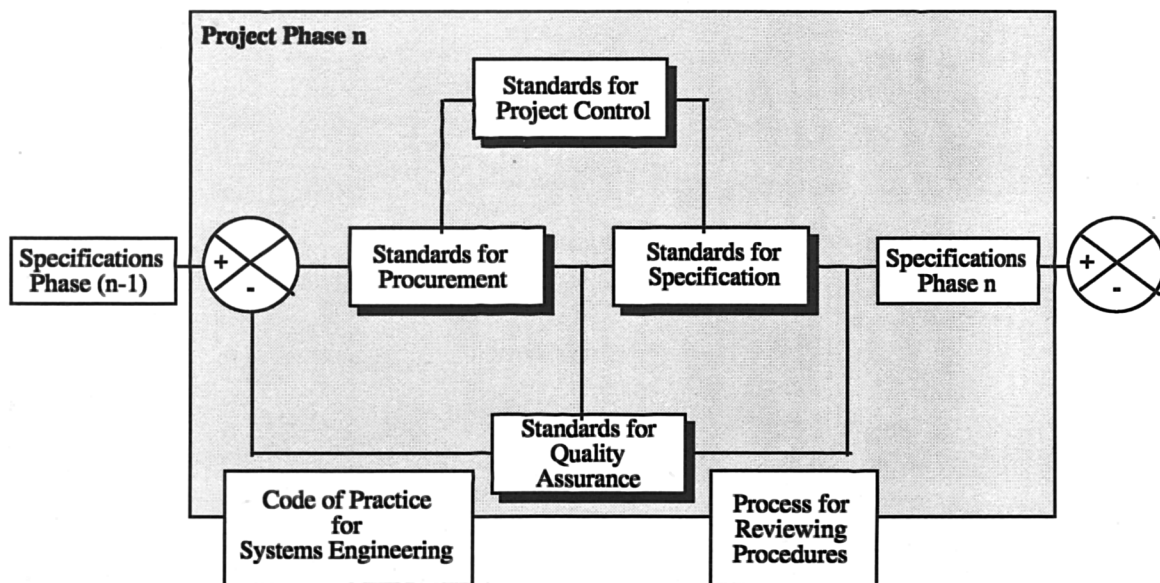 Project Phase n
Standards for
Project Control
Specifications
Phase (n-1)
+
-
Standards for
Procurement
Standards for
Specification
Specifications
Phase n
+
-
Standards for
Quality
Assurance
Code of Practice
for
Systems Engineering
Process for
Reviewing
Procedures